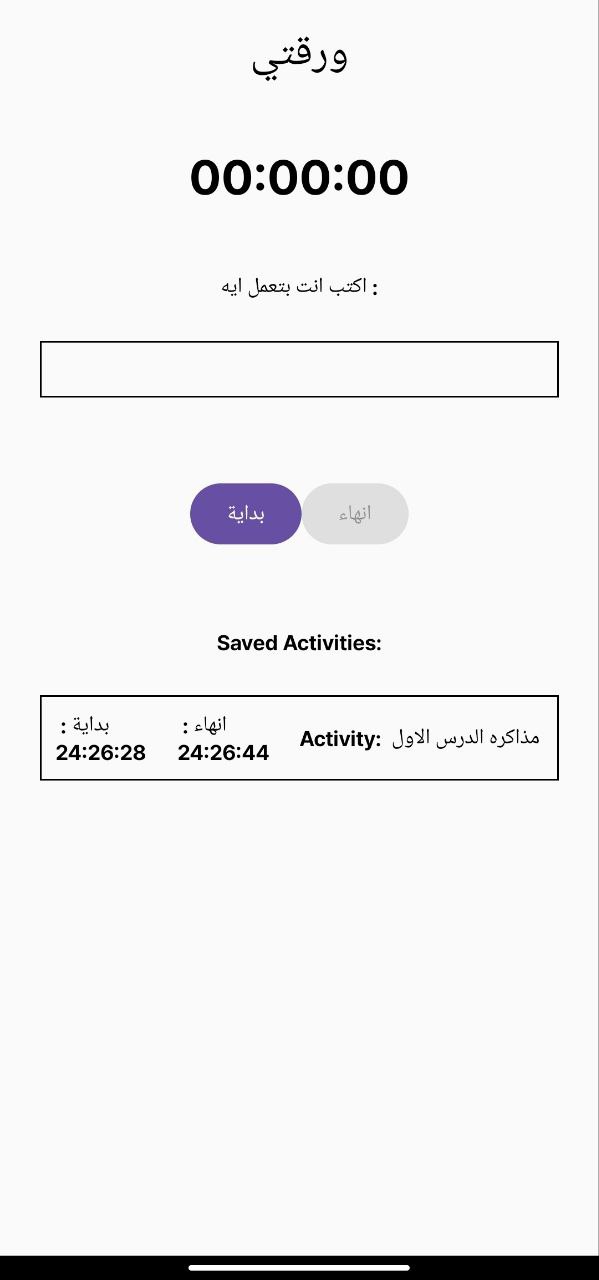 ورقتي
00:00:00
اكتب انت بتعمل ايه :
بداية
انهاء
Saved Activities:
بداية :
24:26:28
انهاء :
24:26:44
Activity: مذاكره الدرس الاول